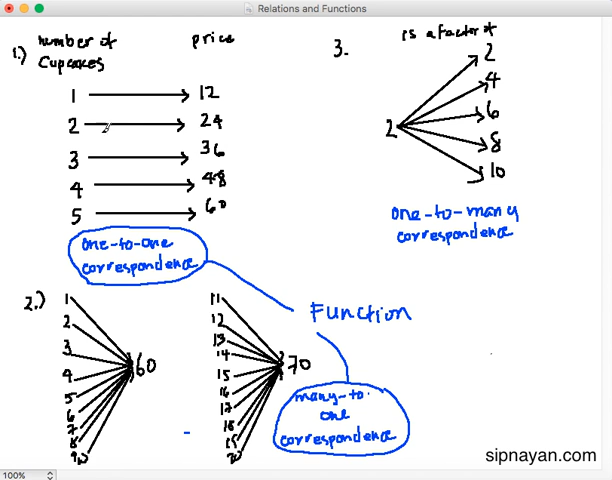 Relations and Functions
1.) number of
Cupcakes
price
1 12
2 24
3 36
4 48
5 60
one-to-one
correspondence
3. is a factor of
2
4
2 6
8
10
one-to-many
correspondence
Function
2.) 1
2
3
4
5
6
7
8
9
10
60
11
12
13
14
15
16
17
18
19
20
70
many-to-
one
correspondence
sipnayan.com
100%